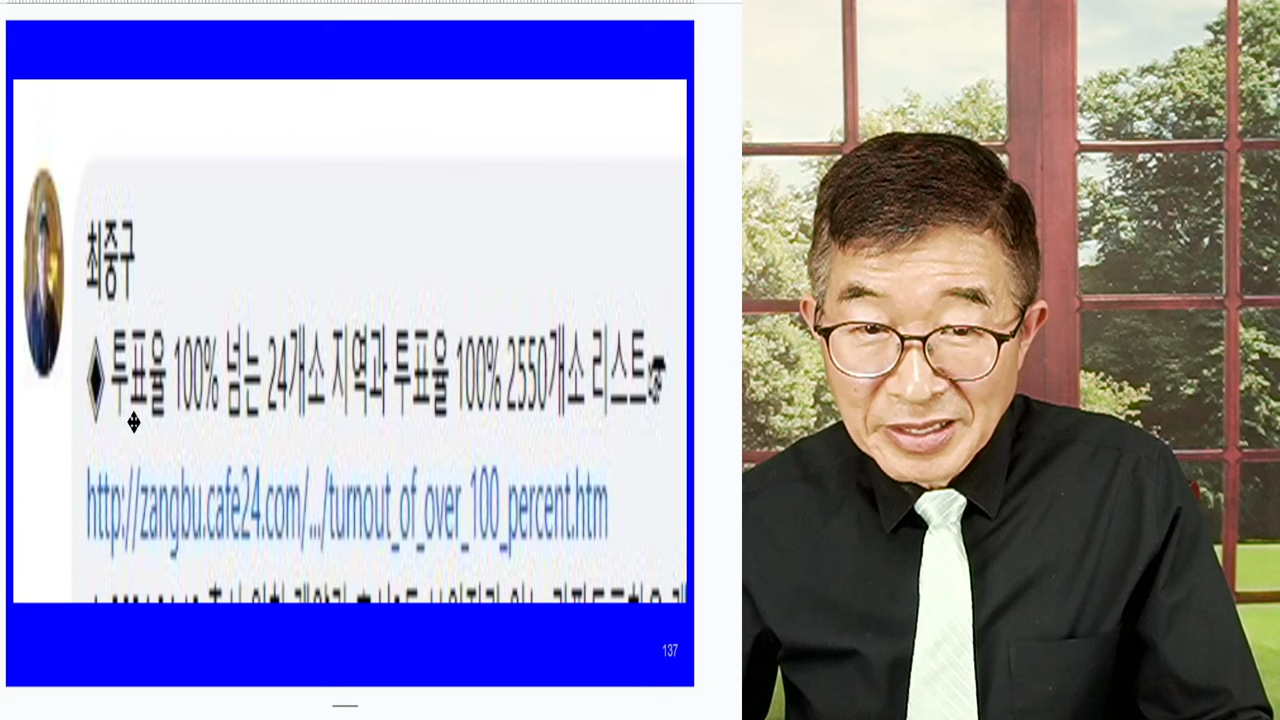 최중구
◈ 투표율 100% 넘는 24개소 지역과 투표율 100% 2550개소 리스트☞
http://zangbu.cafe24.com/.../turnout_of_over_100_percent.htm
137